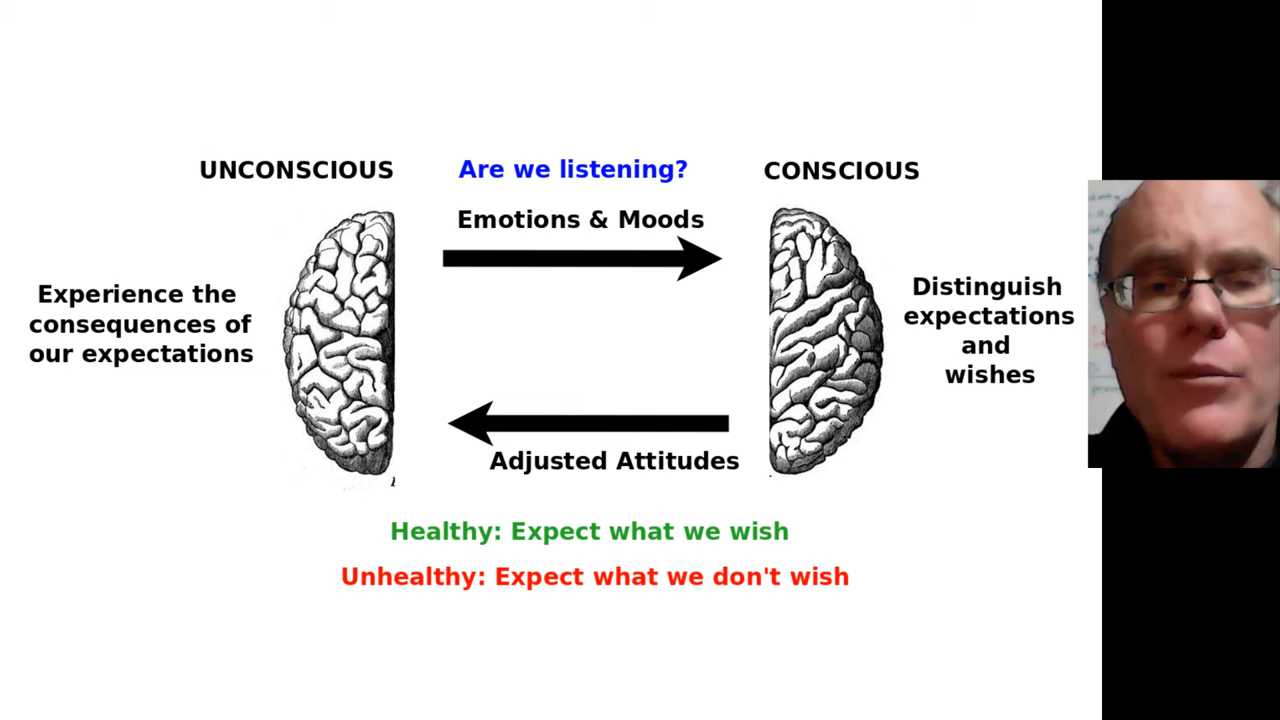 UNCONSCIOUS
Are we listening?
CONSCIOUS
Emotions & Moods
Experience the
consequences of
our expectations
Distinguish
expectations
and
wishes
Adjusted Attitudes
Healthy: Expect what we wish
Unhealthy: Expect what we don't wish